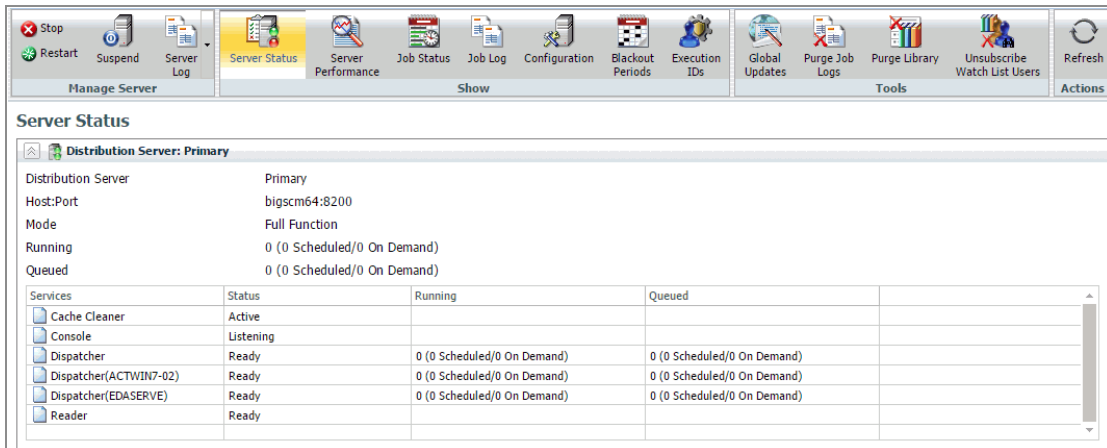 Stop
Restart
Suspend
Server
Log
Manage Server
Server Status
Server
Performance
Job Status
Job Log
Configuration
Blackout
Periods
Execution
IDs
Show
Global
Updates
Purge Job
Logs
Purge Library
Unsubscribe
Watch List Users
Tools
Refresh
Actions
Server Status
Distribution Server: Primary
Distribution Server Primary
Host:Port bigscm64:8200
Mode Full Function
Running 0 (0 Scheduled/0 On Demand)
Queued 0 (0 Scheduled/0 On Demand)
Services Status Running Queued
Cache Cleaner Active
Console Listening
Dispatcher Ready 0 (0 Scheduled/0 On Demand) 0 (0 Scheduled/0 On Demand)
Dispatcher(ACTWIN7-02) Ready 0 (0 Scheduled/0 On Demand) 0 (0 Scheduled/0 On Demand)
Dispatcher(EDASERVE) Ready 0 (0 Scheduled/0 On Demand) 0 (0 Scheduled/0 On Demand)
Reader Ready